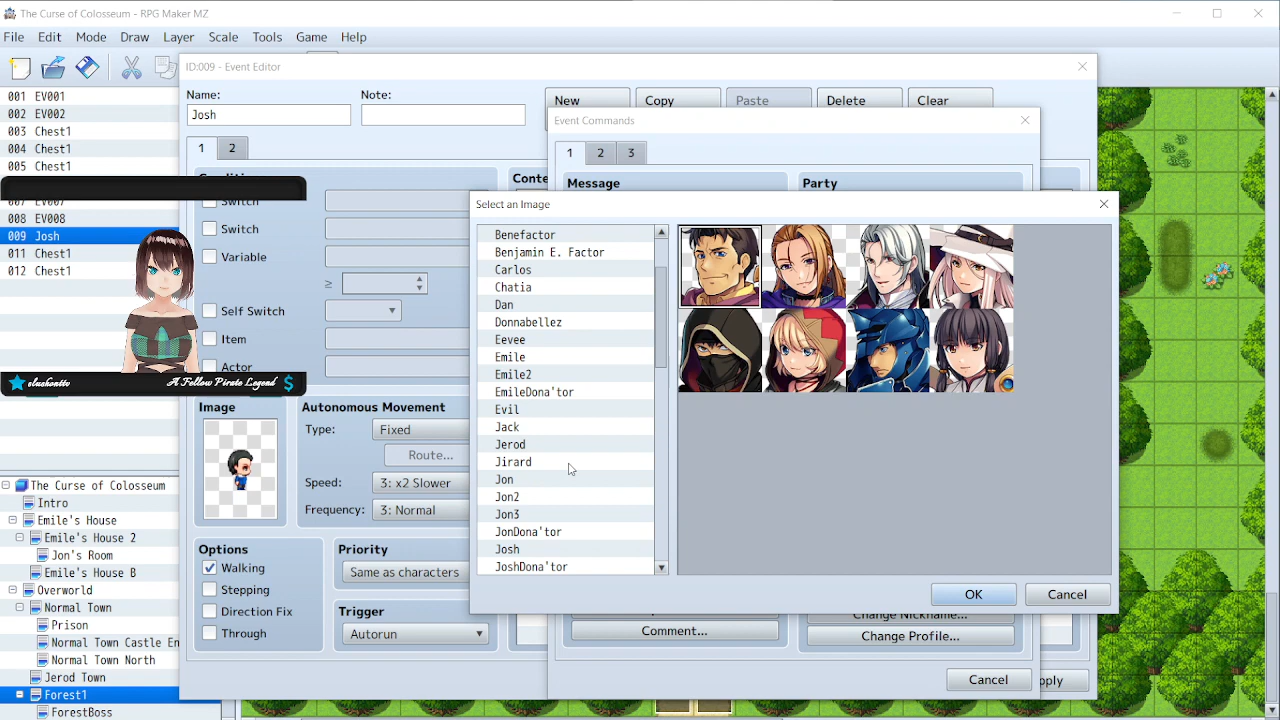 The Curse of Colosseum - RPG Maker MZ
File Edit Mode Draw Layer Scale Tools Game Help
ID:009 - Event Editor
Name:
Note:
Josh
New
Copy
Paste
Delete
Clear
Event Commands
1
2
1
2
3
001 EV001
002 EV002
003 Chest1
004 Chest1
005 Chest1
007 EV007
008 EV008
009 Josh
011 Chest1
012 Chest1
Message
Party
Switch
Switch
Variable
≥
Self Switch
Item
Actor
slushontv
A Fellow Pirate Legend $
Select an Image
Benefactor
Benjamin E. Factor
Carlos
Chatia
Dan
Donnabellez
Eevee
Emile
Emile2
EmileDona'tor
Evil
Jack
Jerod
Jirard
Jon
Jon2
Jon3
JonDona'tor
Josh
JoshDona'tor
OK
Cancel
Image
Autonomous Movement
Type:
Fixed
Route...
Speed:
3: x2 Slower
Frequency:
3: Normal
Options
Walking
Stepping
Direction Fix
Through
Priority
Same as characters
Trigger
Autorun
Comment...
Change Nickname...
Change Profile...
Cancel
The Curse of Colosseum
Intro
Emile's House
Emile's House 2
Jon's Room
Emile's House B
Overworld
Normal Town
Prison
Normal Town Castle En
Normal Town North
Jerod Town
Forest1
ForestBoss